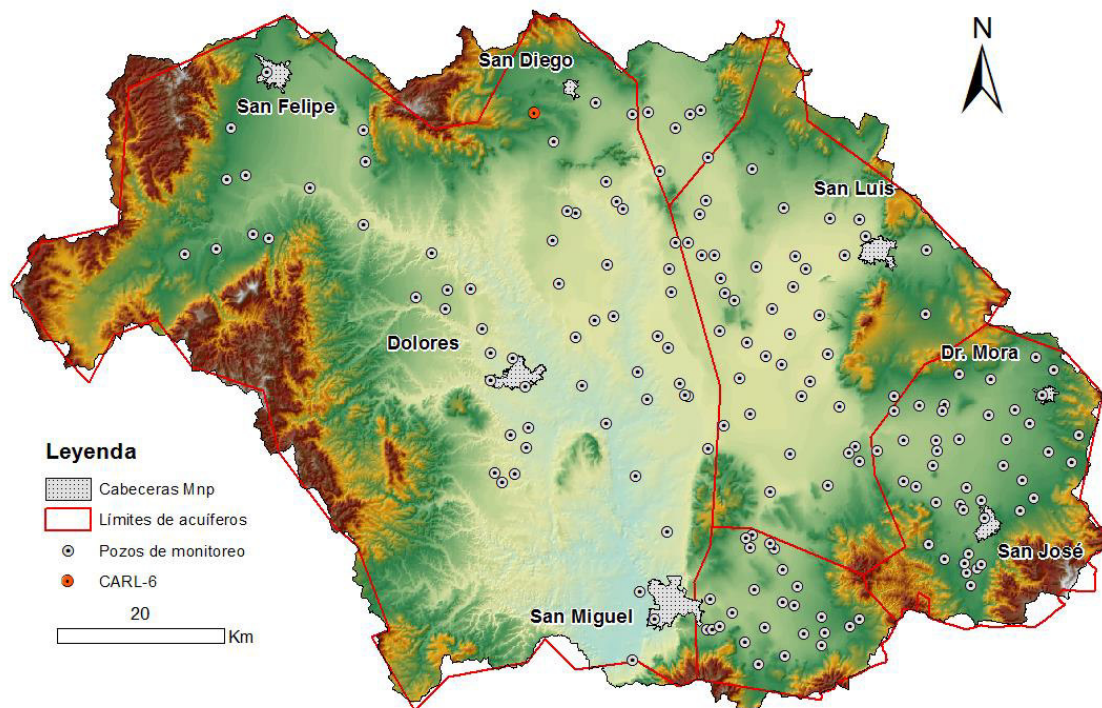 N
San Diego
San Felipe
San Luis
Dolores
Dr. Mora
San José
San Miguel
Leyenda
Cabeceras Mnp
Límites de acuíferos
Pozos de monitoreo
CARL-6
20
Km